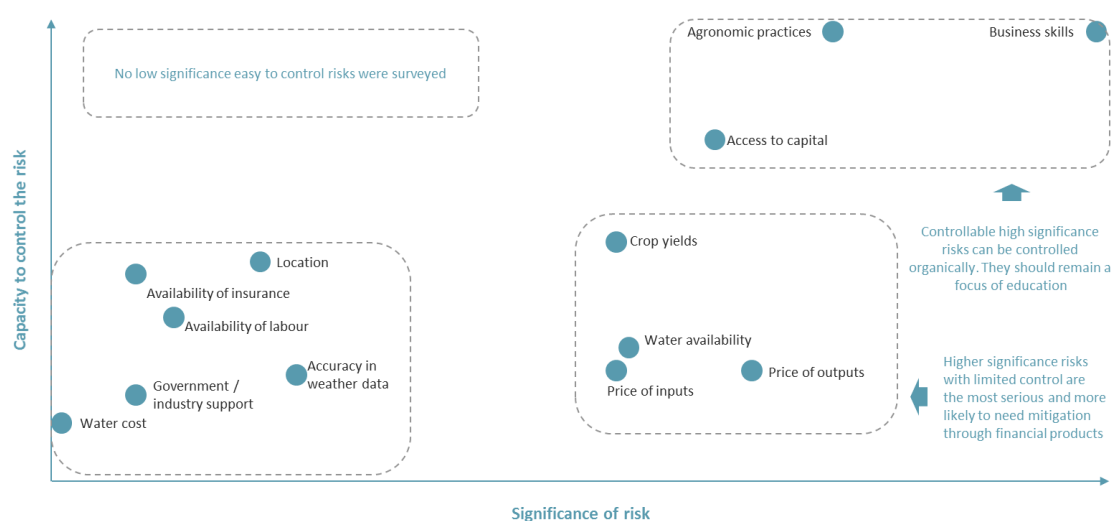 Agronomic practices
Business skills
No low significance easy to control risks were surveyed
Access to capital
Capacity to control the risk
Controllable high significance
risks can be controlled
organically. They should remain a
focus of education
Crop yields
Location
Availability of insurance
Availability of labour
Water availability
Accuracy in
weather data
Price of outputs
Price of inputs
Government /
industry support
Water cost
Higher significance risks
with limited control are
the most serious and more
likely to need mitigation
through financial products
Significance of risk